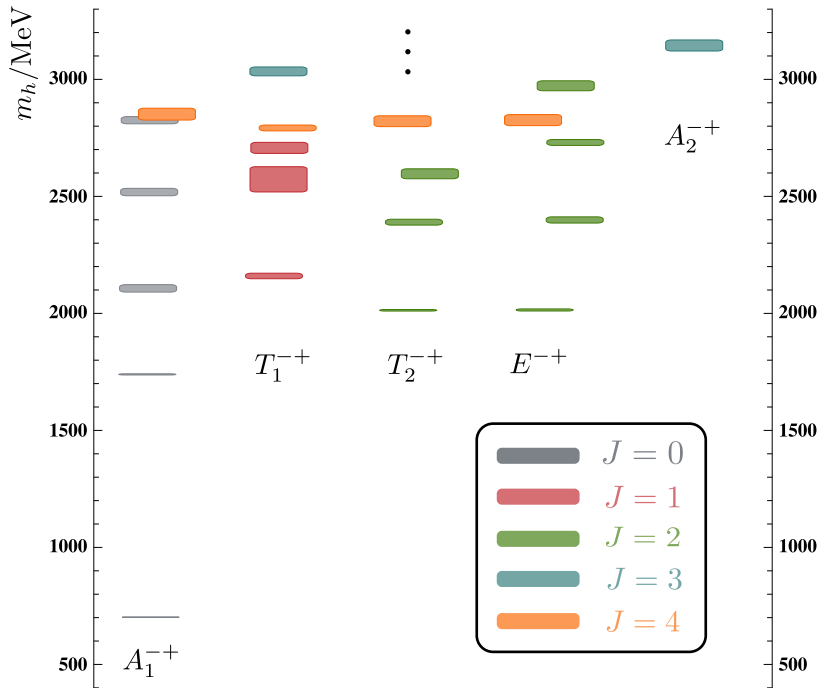 m_h/MeV
3000
2500
2000
1500
1000
500
3000
2500
2000
1500
1000
500
A_2^{-+}
T_1^{-+}
T_2^{-+}
E^{-+}
A_1^{-+}
J = 0
J = 1
J = 2
J = 3
J = 4